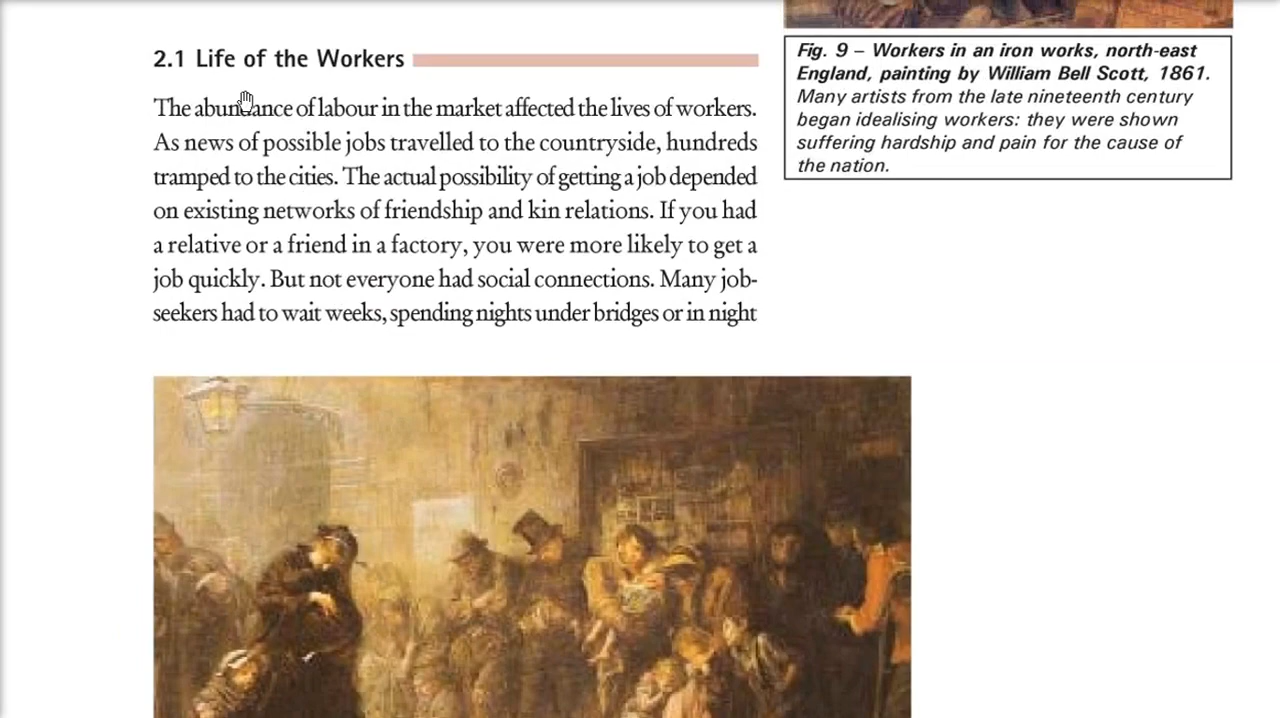 2.1 Life of the Workers
The abundance of labour in the market affected the lives of workers.
As news of possible jobs travelled to the countryside, hundreds
tramped to the cities. The actual possibility of getting a job depended
on existing networks of friendship and kin relations. If you had
a relative or a friend in a factory, you were more likely to get a
job quickly. But not everyone had social connections. Many job-
seekers had to wait weeks, spending nights under bridges or in night
Fig. 9 – Workers in an iron works, north-east
England, painting by William Bell Scott, 1861.
Many artists from the late nineteenth century
began idealising workers: they were shown
suffering hardship and pain for the cause of
the nation.